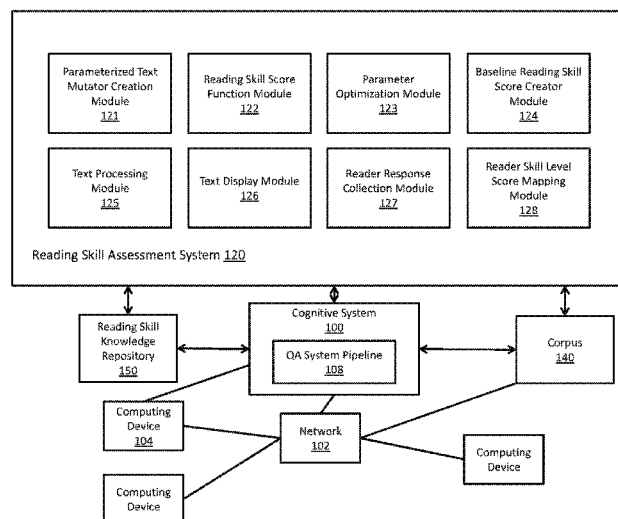 Parameterized Text
Mutator Creation
Module
121
Reading Skill Score
Function Module
122
Parameter
Optimization Module
123
Baseline Reading Skill
Score Creator
Module
124
Text Processing
Module
125
Text Display Module
126
Reader Response
Collection Module
127
Reader Skill Level
Score Mapping
Module
128
Reading Skill Assessment System 120
Reading Skill
Knowledge
Repository
150
Cognitive System
100
QA System Pipeline
108
Corpus
140
Computing
Device
104
Network
102
Computing
Device
Computing
Device